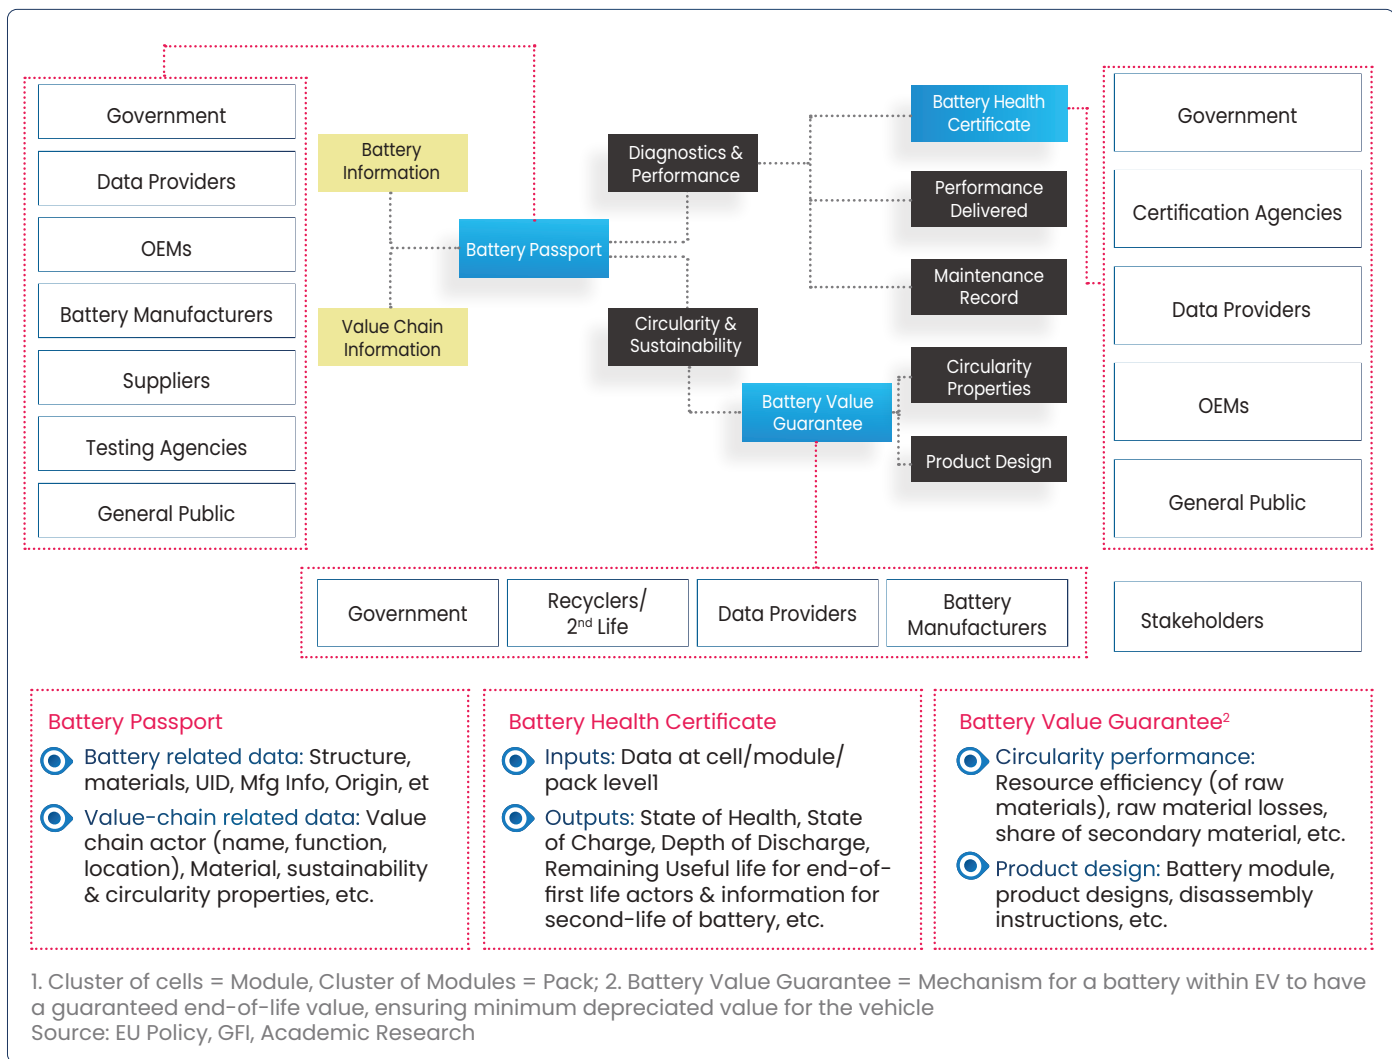 Government
Data Providers
OEMs
Battery Manufacturers
Suppliers
Testing Agencies
General Public
Battery
Information
Value Chain
Information
Battery Passport
Diagnostics &
Performance
Circularity &
Sustainability
Battery Value
Guarantee
Battery Health
Certificate
Performance
Delivered
Maintenance
Record
Circularity
Properties
Product Design
Government
Certification Agencies
Data Providers
OEMs
General Public
Government
Recyclers/
2nd Life
Data Providers
Battery
Manufacturers
Stakeholders
Battery Passport
Battery related data: Structure,
materials, UID, Mfg Info, Origin, et
Value-chain related data: Value
chain actor (name, function,
location), Material, sustainability
& circularity properties, etc.
Battery Health Certificate
Inputs: Data at cell/module/
pack level1
Outputs: State of Health, State
of Charge, Depth of Discharge,
Remaining Useful life for end-of-
first life actors & information for
second-life of battery, etc.
Battery Value Guarantee2
Circularity performance:
Resource efficiency (of raw
materials), raw material losses,
share of secondary material, etc.
Product design: Battery module,
product designs, disassembly
instructions, etc.
1. Cluster of cells = Module, Cluster of Modules = Pack; 2. Battery Value Guarantee = Mechanism for a battery within EV to have
a guaranteed end-of-life value, ensuring minimum depreciated value for the vehicle
Source: EU Policy, GFI, Academic Research